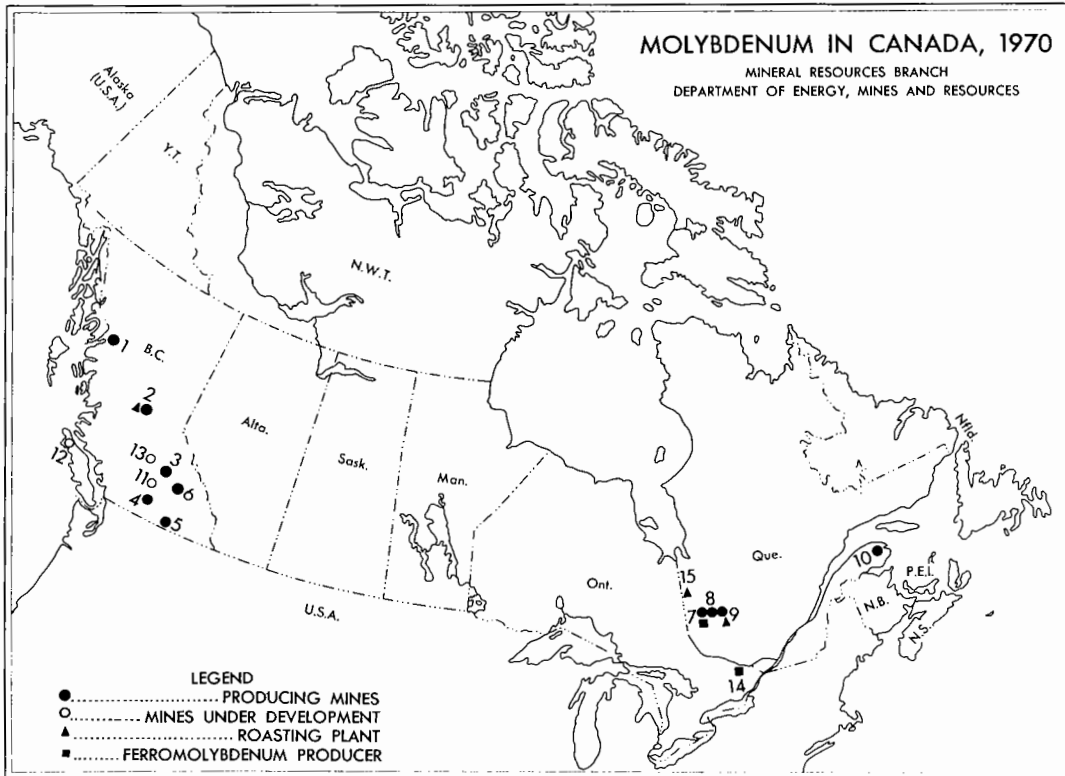 MOLYBDENUM IN CANADA, 1970
MINERAL RESOURCES BRANCH
DEPARTMENT OF ENERGY, MINES AND RESOURCES
Alaska
(U.S.A.)
Y.T.
N.W.T.
1
B.C.
2
Alta.
Sask.
Man.
Nfld.
12
13
3
11
6
4
5
Ont.
Que.
10
P.E.I.
N.B.
N.S.
15
8
7
9
14
U.S.A.
LEGEND
PRODUCING MINES
MINES UNDER DEVELOPMENT
ROASTING PLANT
FERROMOLYBDENUM PRODUCER